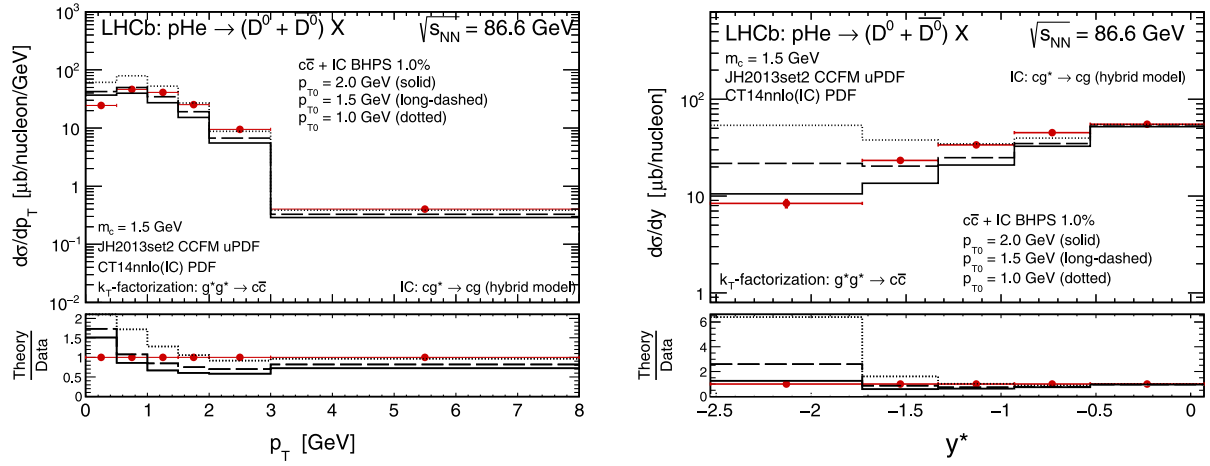 LHCb: pHe → (D⁰ + D̄⁰) X √s_NN = 86.6 GeV
cc̄ + IC BHPS 1.0%
p_T0 = 2.0 GeV (solid)
p_T0 = 1.5 GeV (long-dashed)
p_T0 = 1.0 GeV (dotted)
dσ/dp_T [μb/nucleon/GeV]
10³
10²
10
1
10⁻¹
10⁻²
m_c = 1.5 GeV
JH2013set2 CCFM uPDF
CT14nnlo(IC) PDF
k_T-factorization: g*g* → cc̄ IC: cg* → cg (hybrid model)
Theory
Data
2
1.5
1
0.5
0
0 1 2 3 4 5 6 7 8
p_T [GeV]
LHCb: pHe → (D⁰ + D̄⁰) X √s_NN = 86.6 GeV
m_c = 1.5 GeV
JH2013set2 CCFM uPDF IC: cg* → cg (hybrid model)
CT14nnlo(IC) PDF
dσ/dy [μb/nucleon]
10²
10
1
cc̄ + IC BHPS 1.0%
p_T0 = 2.0 GeV (solid)
p_T0 = 1.5 GeV (long-dashed)
p_T0 = 1.0 GeV (dotted)
k_T-factorization: g*g* → cc̄
Theory
Data
6
4
2
0
−2.5 −2 −1.5 −1 −0.5 0
y*